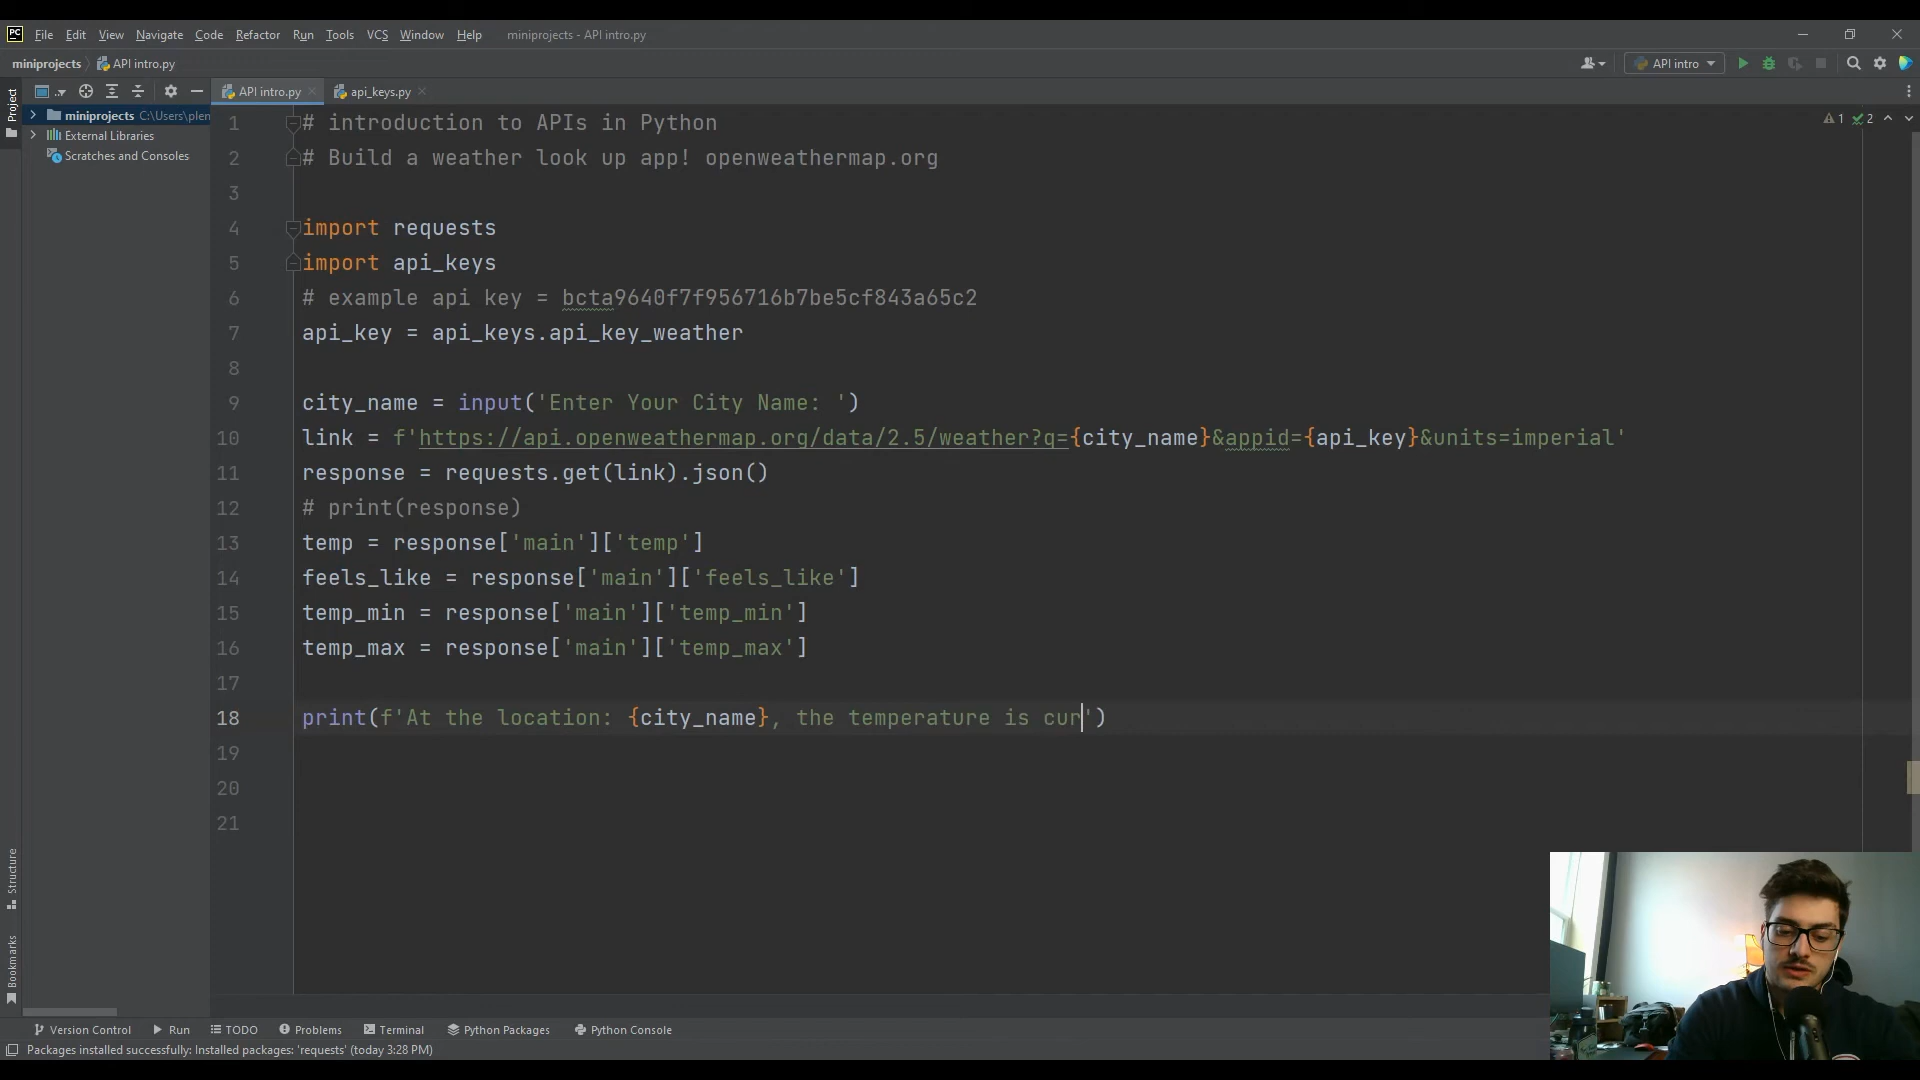 PC File Edit View Navigate Code Refactor Run Tools VCS Window Help miniprojects - API intro.py
miniprojects API intro.py API intro
Project
API intro.py api_keys.py
miniprojects C:\Users\plen
External Libraries
Scratches and Consoles
1 2
1 # introduction to APIs in Python
2 # Build a weather look up app! openweathermap.org
3
4 import requests
5 import api_keys
6 # example api key = bcta9640f7f956716b7be5cf843a65c2
7 api_key = api_keys.api_key_weather
8
9 city_name = input('Enter Your City Name: ')
10 link = f'https://api.openweathermap.org/data/2.5/weather?q={city_name}&appid={api_key}&units=imperial'
11 response = requests.get(link).json()
12 # print(response)
13 temp = response['main']['temp']
14 feels_like = response['main']['feels_like']
15 temp_min = response['main']['temp_min']
16 temp_max = response['main']['temp_max']
17
18 print(f'At the location: {city_name}, the temperature is cur')
19
20
21
Structure
Bookmarks
Version Control Run TODO Problems Terminal Python Packages Python Console
Packages installed successfully: Installed packages: 'requests' (today 3:28 PM)